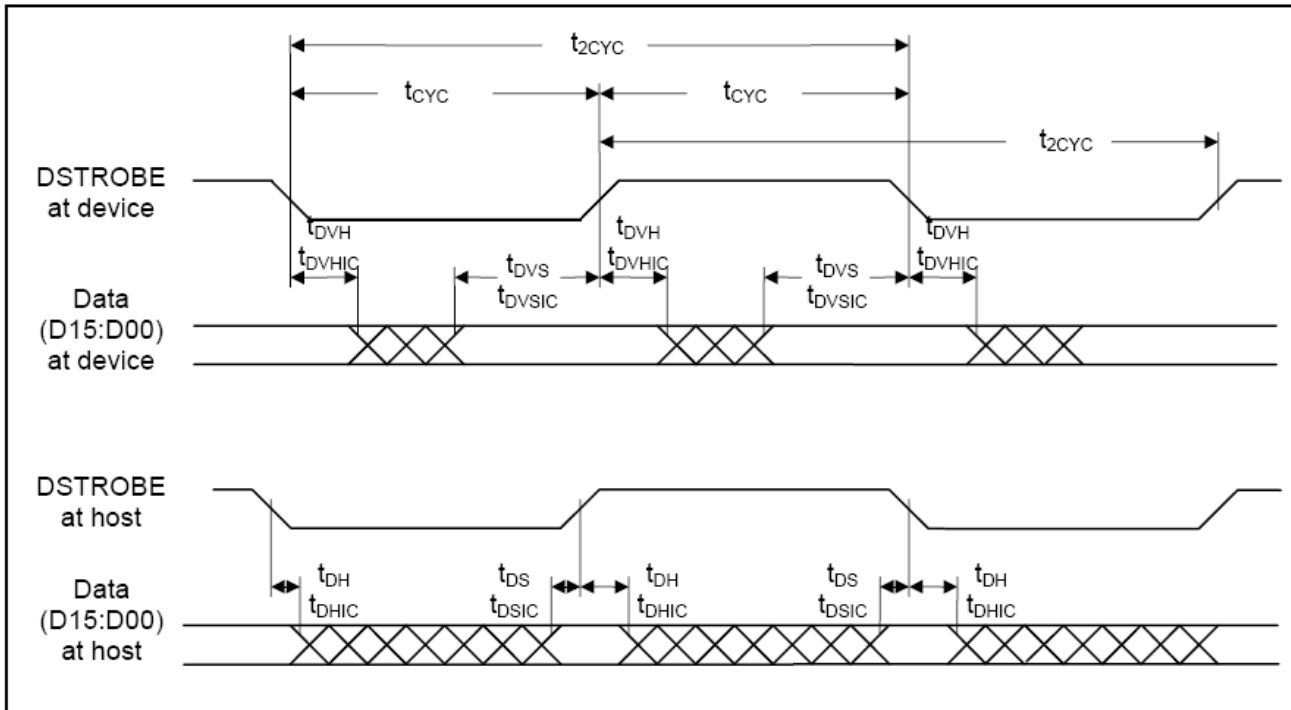 t2CYC
tCYC tCYC
t2CYC
DSTROBE
at device
tDVH tDVH tDVH
tDVHIC tDVS tDVHIC tDVS tDVHIC
tDVSIC tDVSIC
Data
(D15:D00)
at device
DSTROBE
at host
tDH tDS tDH tDS tDH
tDHIC tDSIC tDHIC tDSIC tDHIC
Data
(D15:D00)
at host